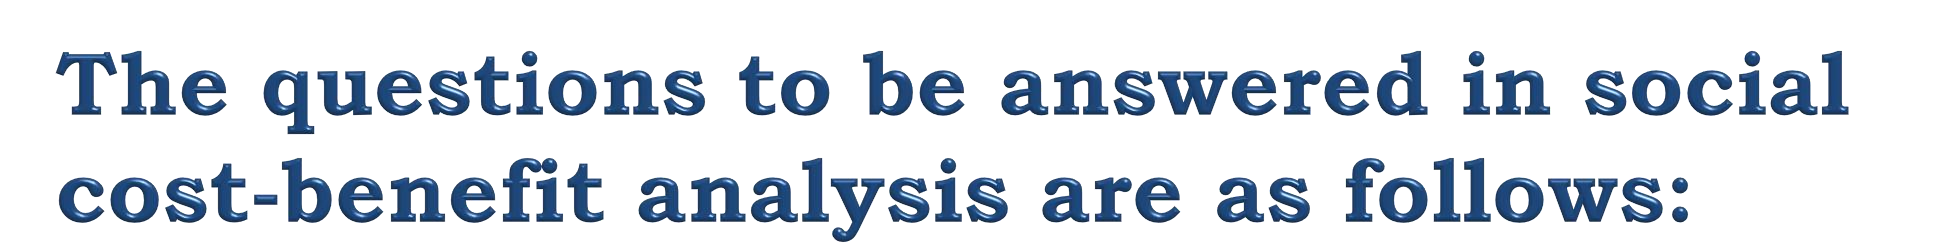 The questions to be answered in social
cost-benefit analysis are as follows: